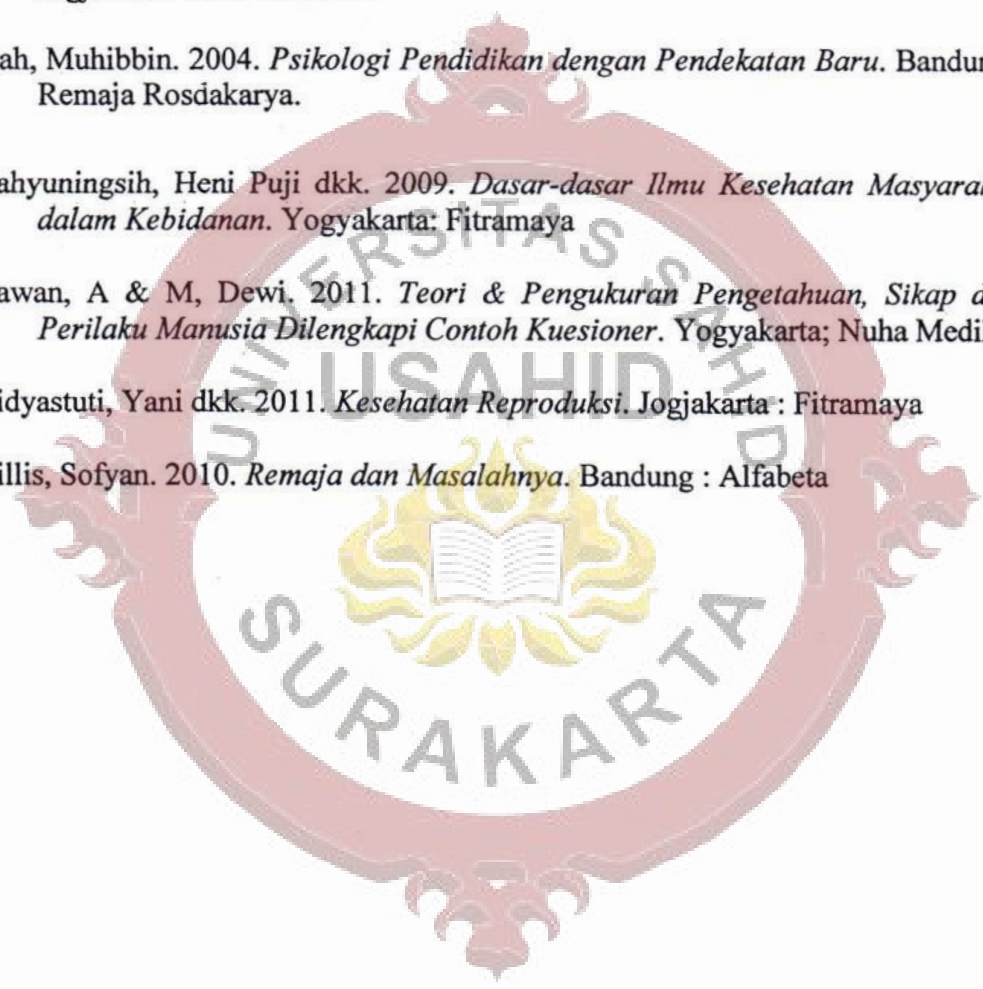 ah, Muhibbin. 2004. Psikologi Pendidikan dengan Pendekatan Baru. Bandun
Remaja Rosdakarya.
ahyuningsih, Heni Puji dkk. 2009. Dasar-dasar Ilmu Kesehatan Masyarak
dalam Kebidanan. Yogyakarta: Fitramaya
awan, A & M, Dewi. 2011. Teori & Pengukuran Pengetahuan, Sikap d
Perilaku Manusia Dilengkapi Contoh Kuesioner. Yogyakarta; Nuha Medi
idyastuti, Yani dkk. 2011. Kesehatan Reproduksi. Jogjakarta : Fitramaya
illis, Sofyan. 2010. Remaja dan Masalahnya. Bandung : Alfabeta
UNIVERSITAS SAHID
USAHID
SURAKARTA